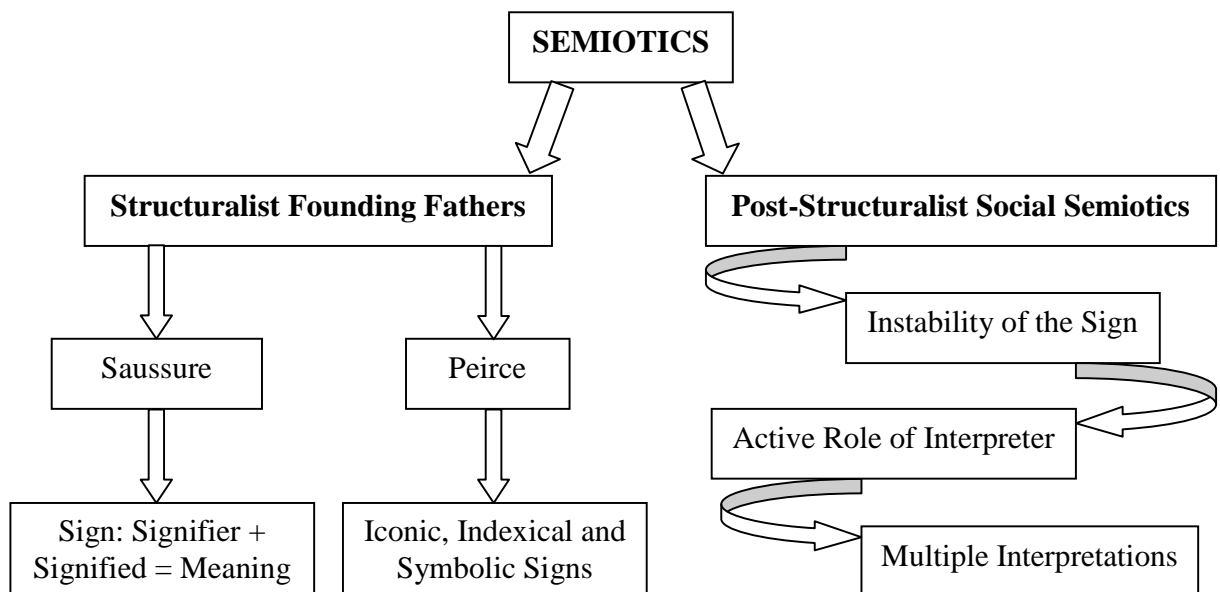 SEMIOTICS
Structuralist Founding Fathers
Post-Structuralist Social Semiotics
Saussure
Peirce
Instability of the Sign
Active Role of Interpreter
Sign: Signifier +
Signified = Meaning
Iconic, Indexical and
Symbolic Signs
Multiple Interpretations